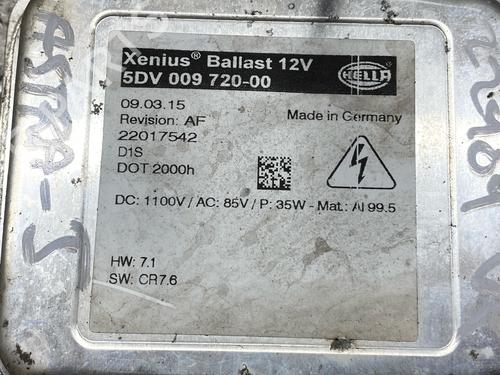 Xenius® Ballast 12V
5DV 009 720-00
HELLA
09.03.15
Revision: AF
Made in Germany
22017542
D1S
DOT 2000h
DC: 1100V / AC: 85V / P: 35W - Mat.: Al 99.5
HW: 7.1
SW: CR7.6
ASTRA-J